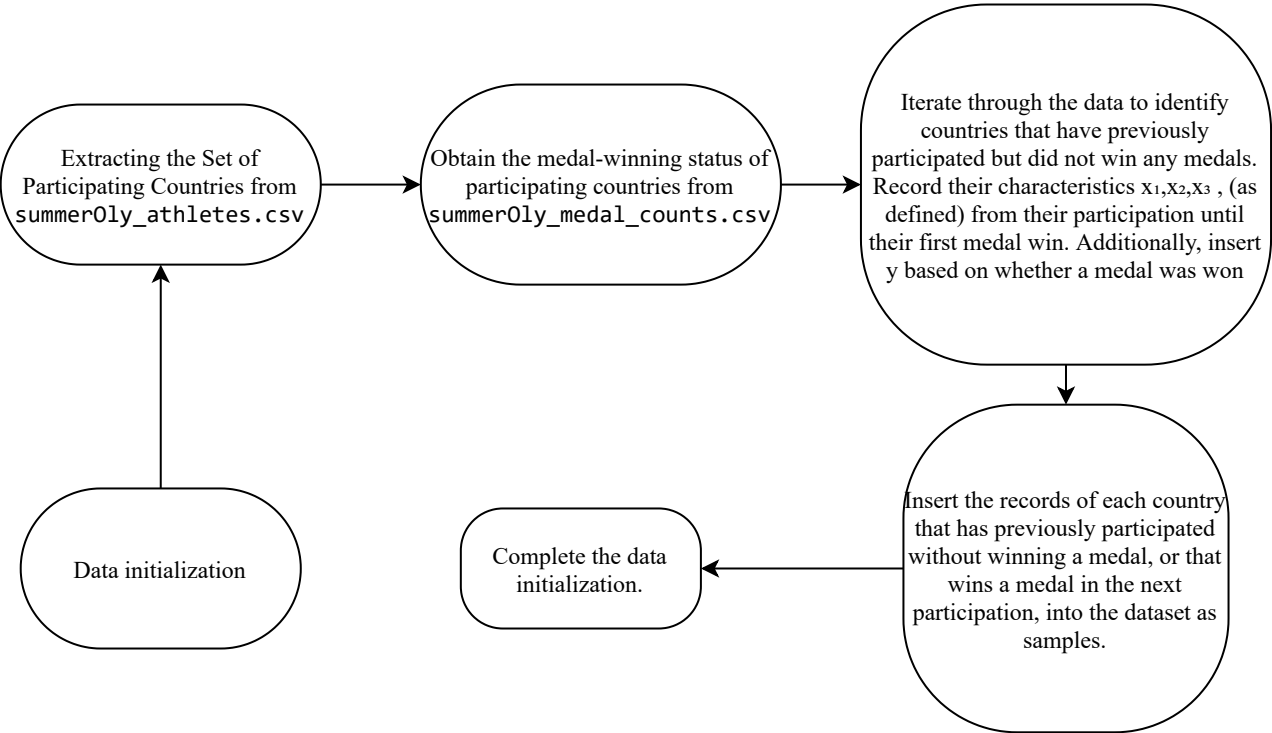 Extracting the Set of
Participating Countries from
summerOly_athletes.csv
Obtain the medal-winning status of
participating countries from
summerOly_medal_counts.csv
Iterate through the data to identify
countries that have previously
participated but did not win any medals.
Record their characteristics x₁,x₂,x₃ , (as
defined) from their participation until
their first medal win. Additionally, insert
y based on whether a medal was won
Data initialization
Complete the data
initialization.
Insert the records of each country
that has previously participated
without winning a medal, or that
wins a medal in the next
participation, into the dataset as
samples.